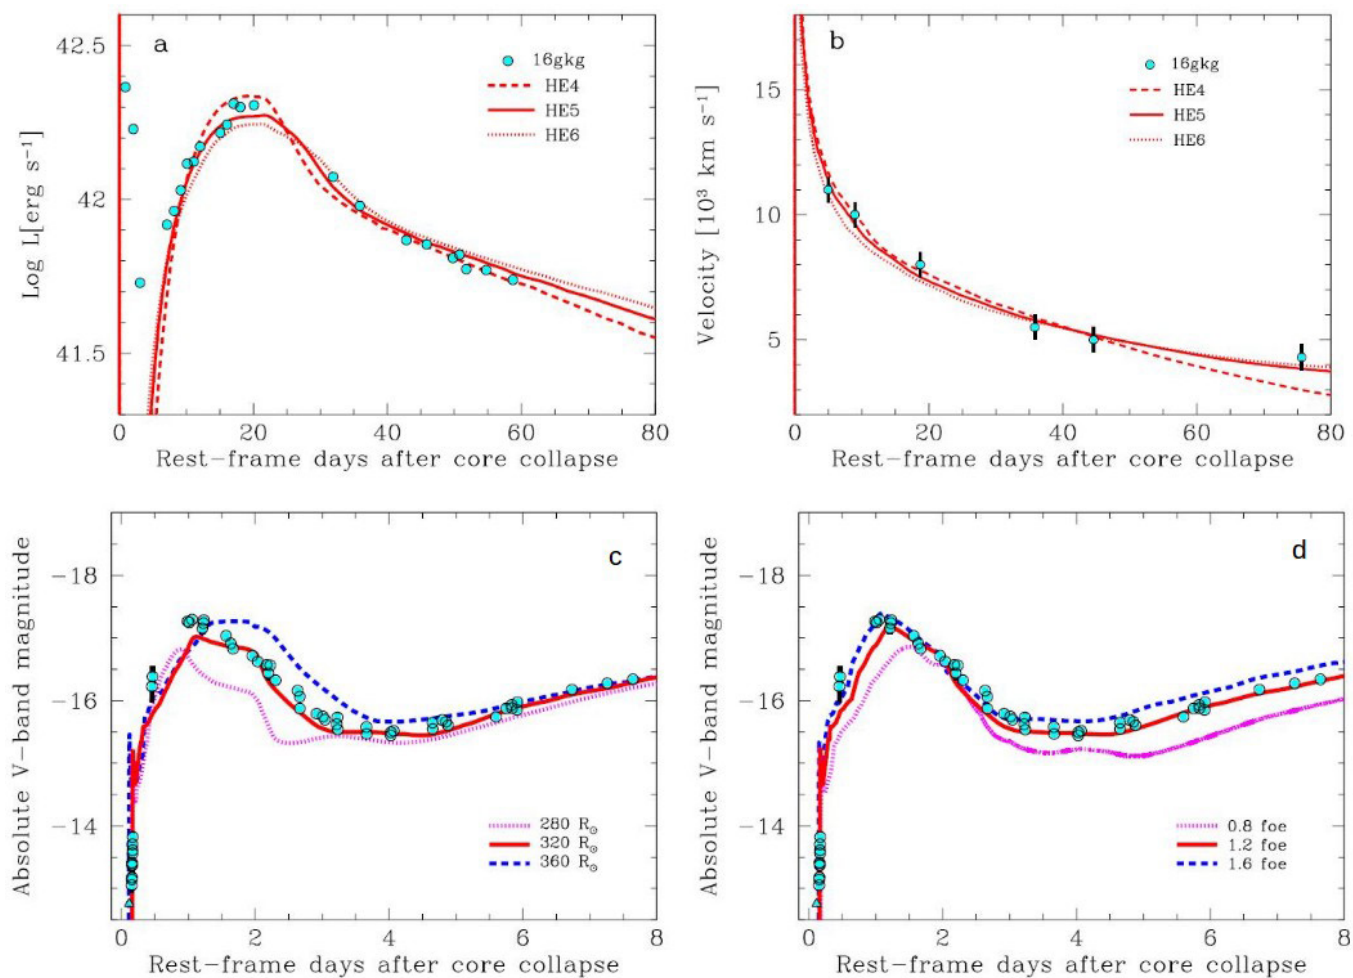 a
42.5
42
41.5
Log L[erg s⁻¹]
16gkg
HE4
HE5
HE6
0 20 40 60 80
Rest-frame days after core collapse
b
15
10
5
Velocity [10³ km s⁻¹]
16gkg
HE4
HE5
HE6
0 20 40 60 80
Rest-frame days after core collapse
c
-18
-16
-14
Absolute V-band magnitude
280 R☉
320 R☉
360 R☉
0 2 4 6 8
Rest-frame days after core collapse
d
-18
-16
-14
Absolute V-band magnitude
0.8 foe
1.2 foe
1.6 foe
0 2 4 6 8
Rest-frame days after core collapse